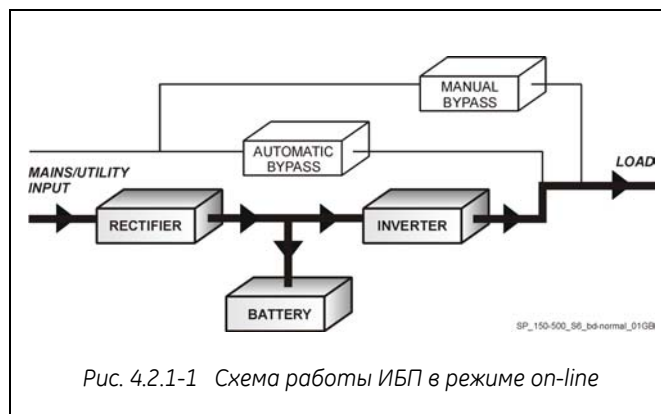 MANUAL
BYPASS
AUTOMATIC
BYPASS
MAINS/UTILITY
INPUT
LOAD
RECTIFIER
INVERTER
BATTERY
SP_150-500_S6_bd-normal_01GB
Рис. 4.2.1-1 Схема работы ИБП в режиме on-line